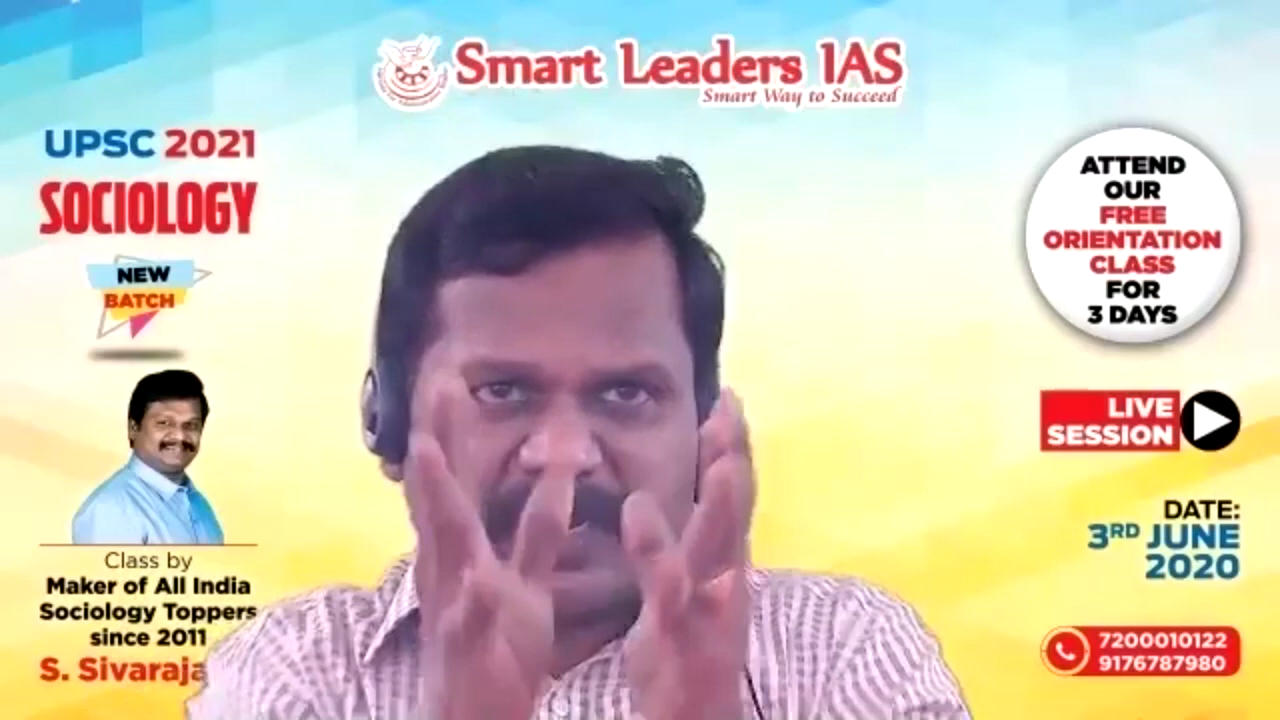 Smart Leaders IAS
Smart Way to Succeed
UPSC 2021
SOCIOLOGY
NEW
BATCH
Class by
Maker of All India
Sociology Toppers
since 2011
S. Sivaraja
ATTEND
OUR
FREE
ORIENTATION
CLASS
FOR
3 DAYS
LIVE
SESSION
DATE:
3RD JUNE
2020
7200010122
9176787980